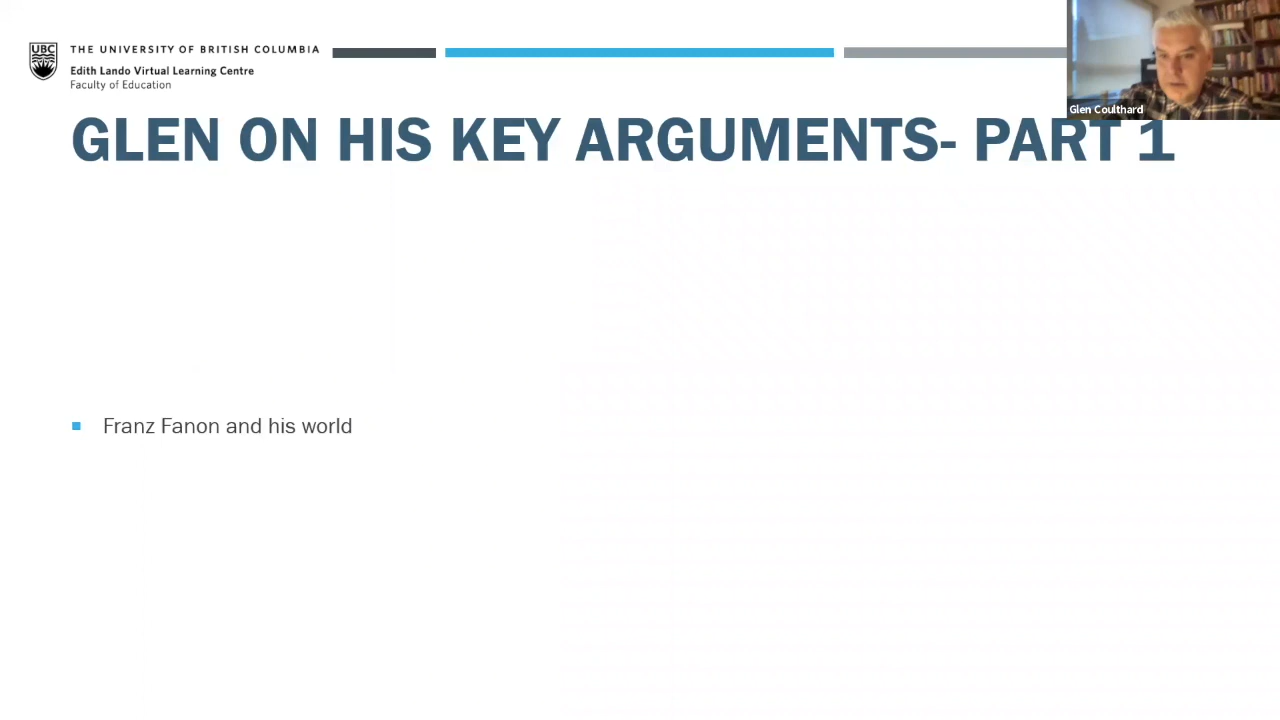 UBC
THE UNIVERSITY OF BRITISH COLUMBIA
Edith Lando Virtual Learning Centre
Faculty of Education
Glen Coulthard
GLEN ON HIS KEY ARGUMENTS- PART 1
Franz Fanon and his world